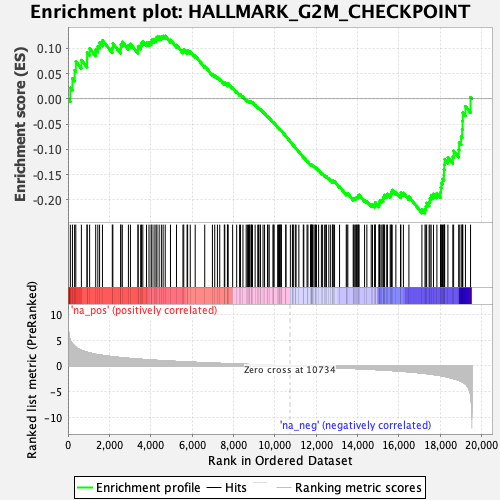 Enrichment plot: HALLMARK_G2M_CHECKPOINT
Enrichment score (ES)
0.10
0.05
0.00
-0.05
-0.10
-0.15
-0.20
'na_pos' (positively correlated)
Ranked list metric (PreRanked)
10
5
0
-5
-10
Zero cross at 10734
'na_neg' (negatively correlated)
0
2,000
4,000
6,000
8,000
10,000
12,000
14,000
16,000
18,000
20,000
Rank in Ordered Dataset
Enrichment profile
Hits
Ranking metric scores